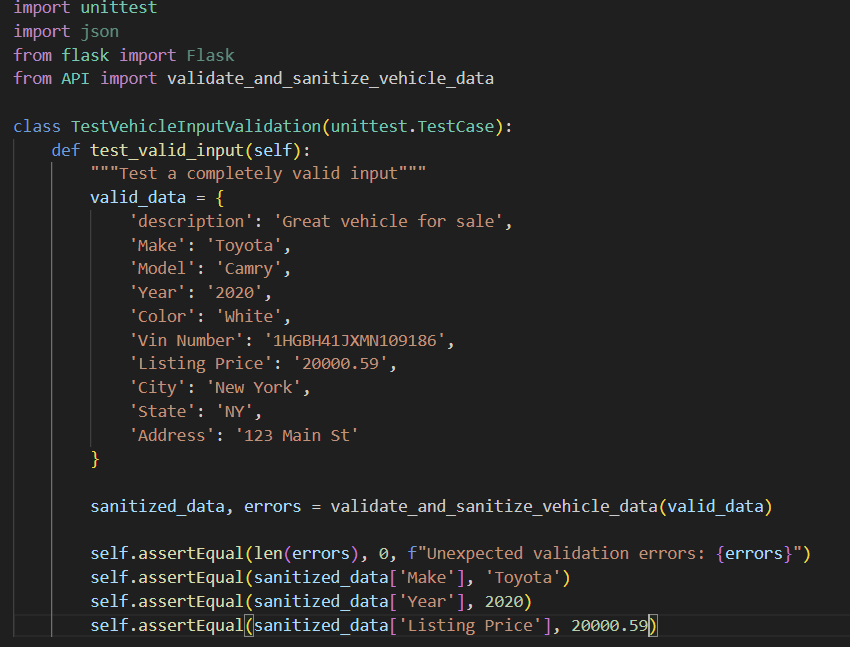 import unittest
import json
from flask import Flask
from API import validate_and_sanitize_vehicle_data

class TestVehicleInputValidation(unittest.TestCase):
    def test_valid_input(self):
        """Test a completely valid input"""
        valid_data = {
            'description': 'Great vehicle for sale',
            'Make': 'Toyota',
            'Model': 'Camry',
            'Year': '2020',
            'Color': 'White',
            'Vin Number': '1HGBH41JXMN109186',
            'Listing Price': '20000.59',
            'City': 'New York',
            'State': 'NY',
            'Address': '123 Main St'
        }

        sanitized_data, errors = validate_and_sanitize_vehicle_data(valid_data)

        self.assertEqual(len(errors), 0, f"Unexpected validation errors: {errors}")
        self.assertEqual(sanitized_data['Make'], 'Toyota')
        self.assertEqual(sanitized_data['Year'], 2020)
        self.assertEqual(sanitized_data['Listing Price'], 20000.59)